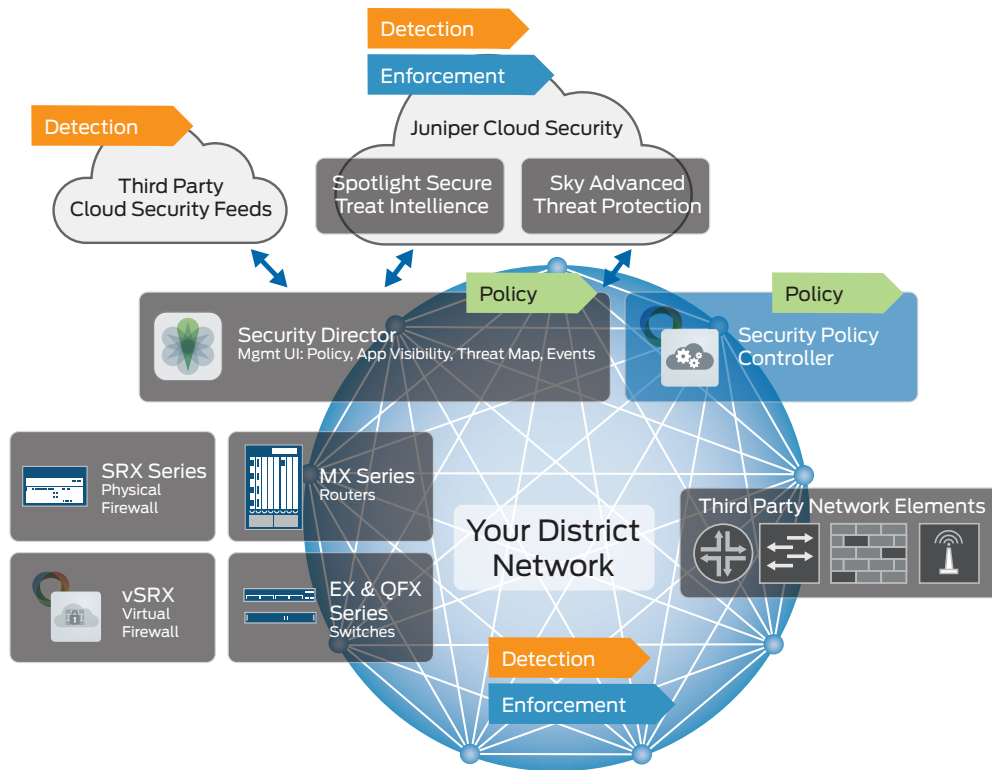 Detection
Enforcement
Detection
Juniper Cloud Security
Third Party
Cloud Security Feeds
Spotlight Secure
Treat Intellience
Sky Advanced
Threat Protection
Policy
Policy
Security Director
Mgmt UI: Policy, App Visibility, Threat Map, Events
Security Policy
Controller
SRX Series
Physical
Firewall
MX Series
Routers
Third Party Network Elements
Your District
Network
vSRX
Virtual
Firewall
EX & QFX
Series
Switches
Detection
Enforcement